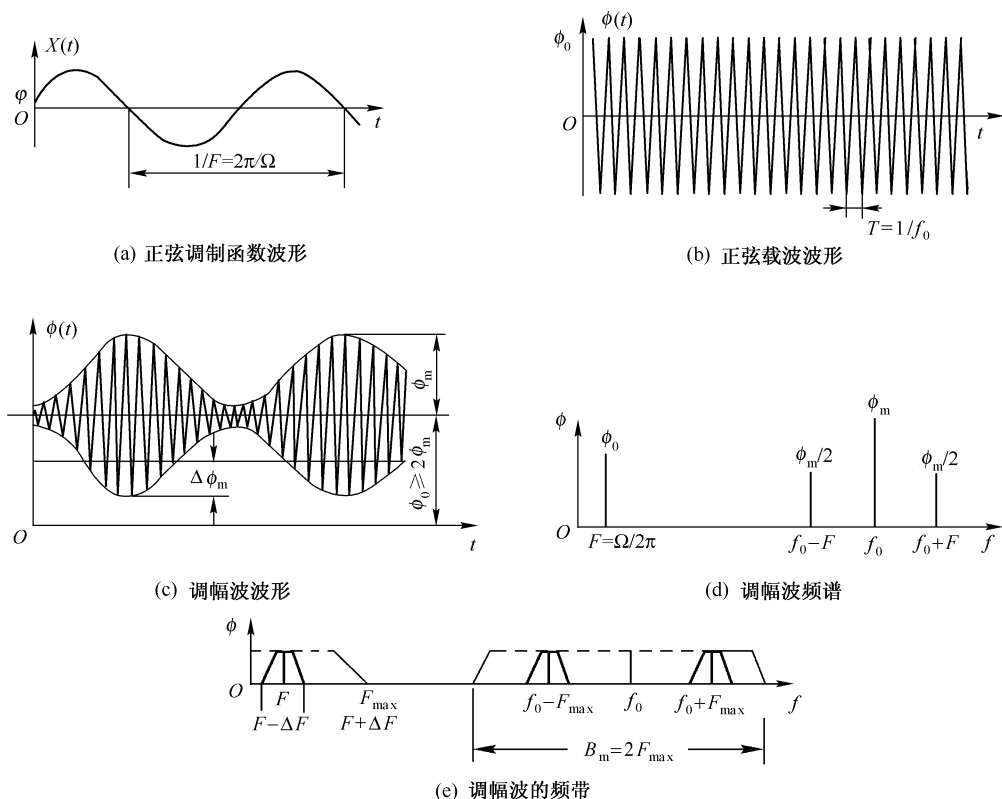 X(t)
φ
O
t
1/F=2π/Ω
(a) 正弦调制函数波形
ϕ(t)
ϕ₀
O
t
T=1/f₀
(b) 正弦载波波形
ϕ(t)
ϕₘ
Δϕₘ
ϕ₀≥2ϕₘ
O
t
(c) 调幅波波形
ϕ
ϕ₀
ϕₘ/2
ϕₘ
ϕₘ/2
O
F=Ω/2π
f₀−F
f₀
f₀+F
f
(d) 调幅波频谱
ϕ
O
F
Fmax
f₀−Fmax
f₀
f₀+Fmax
f
F−ΔF
F+ΔF
Bₘ=2Fmax
(e) 调幅波的频带